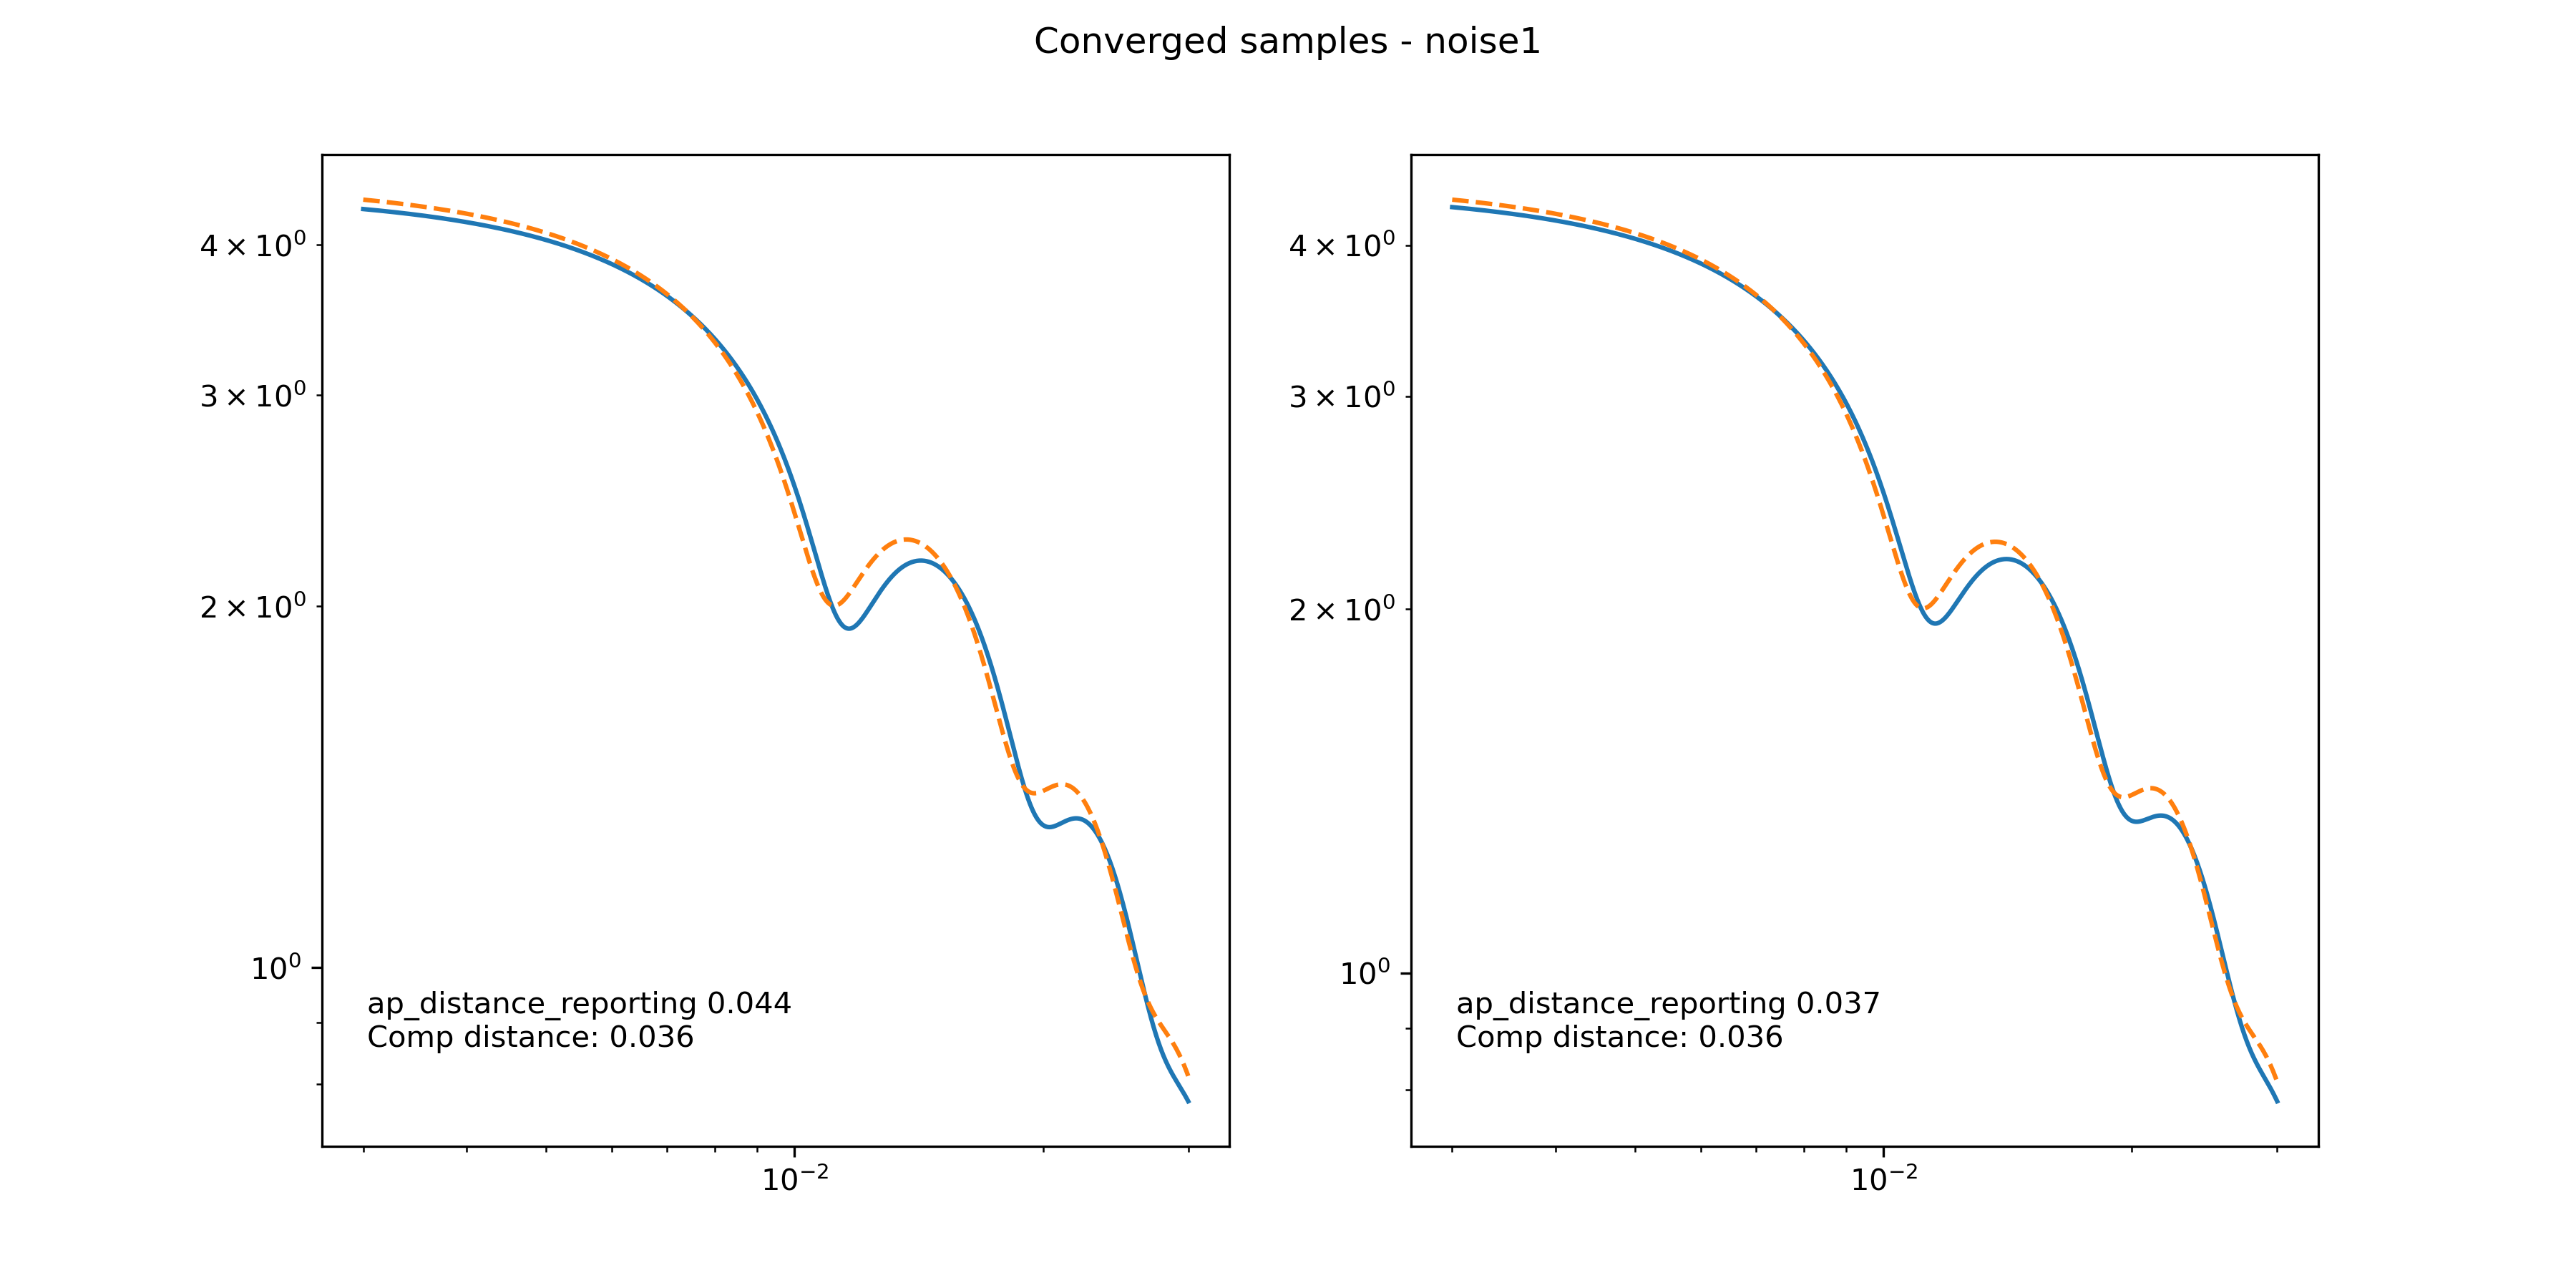 Converged samples - noise1
4 × 10⁰
3 × 10⁰
2 × 10⁰
10⁰
ap_distance_reporting 0.044
Comp distance: 0.036
10⁻²
4 × 10⁰
3 × 10⁰
2 × 10⁰
10⁰
ap_distance_reporting 0.037
Comp distance: 0.036
10⁻²